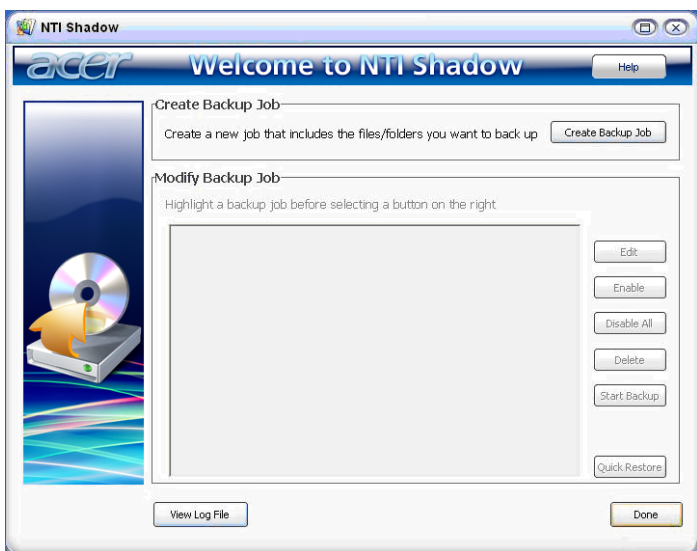 NTI Shadow
acer Welcome to NTI Shadow Help
Create Backup Job
Create a new job that includes the files/folders you want to back up Create Backup Job
Modify Backup Job
Highlight a backup job before selecting a button on the right
Edit
Enable
Disable All
Delete
Start Backup
Quick Restore
View Log File Done